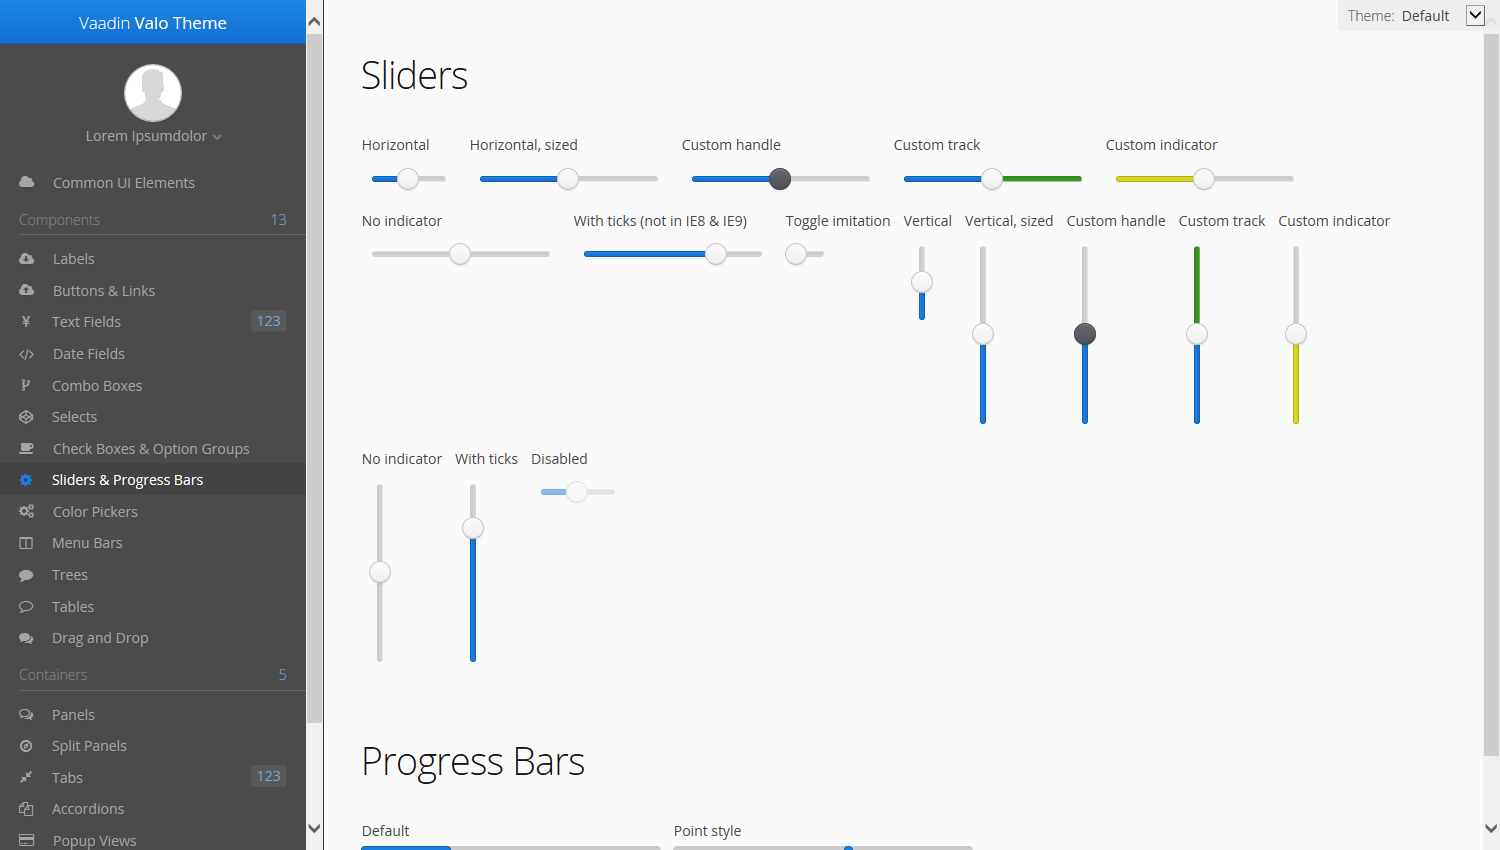 Vaadin Valo Theme
Lorem Ipsumdolor
Common UI Elements
Components 13
Labels
Buttons & Links
Text Fields 123
Date Fields
Combo Boxes
Selects
Check Boxes & Option Groups
Sliders & Progress Bars
Color Pickers
Menu Bars
Trees
Tables
Drag and Drop
Containers 5
Panels
Split Panels
Tabs 123
Accordions
Popup Views
Theme: Default
Sliders
Horizontal Horizontal, sized Custom handle Custom track Custom indicator
No indicator With ticks (not in IE8 & IE9) Toggle imitation Vertical Vertical, sized Custom handle Custom track Custom indicator
No indicator With ticks Disabled
Progress Bars
Default Point style